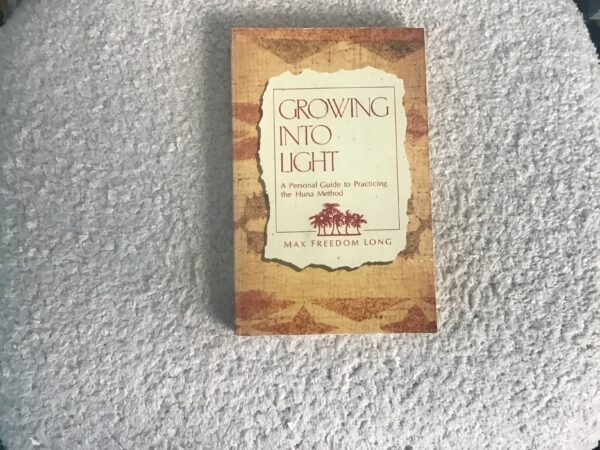 GROWING
INTO
LIGHT
A Personal Guide to Practicing
the Huna Method
MAX FREEDOM LONG